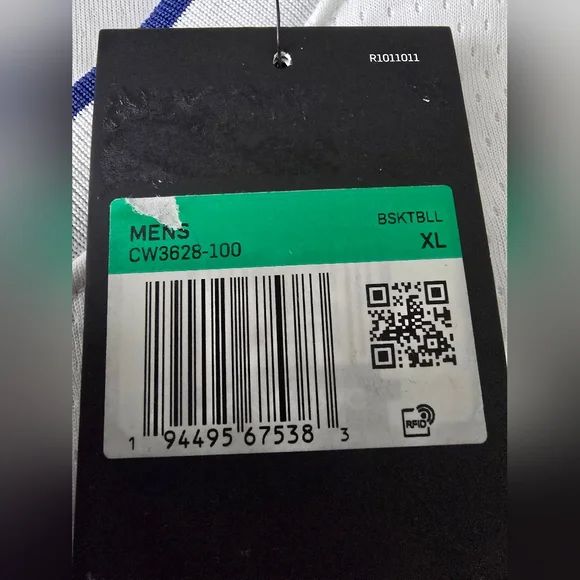 R1011011
MENS BSKTBLL
CW3628-100 XL
1 94495 67538 3
RFID